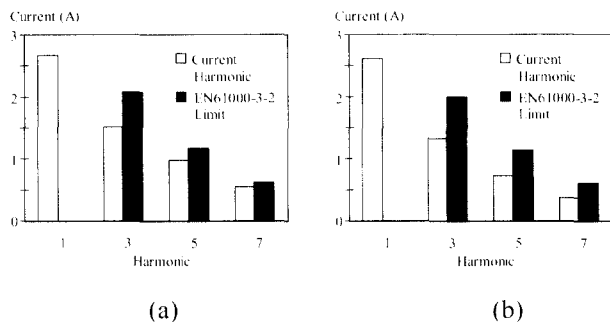 Current (A)
3
2
1
0
Current
Harmonic
EN61000-3-2
Limit
1 3 5 7
Harmonic
(a)
Current (A)
3
2
1
0
Current
Harmonic
EN61000-3-2
Limit
1 3 5 7
Harmonic
(b)